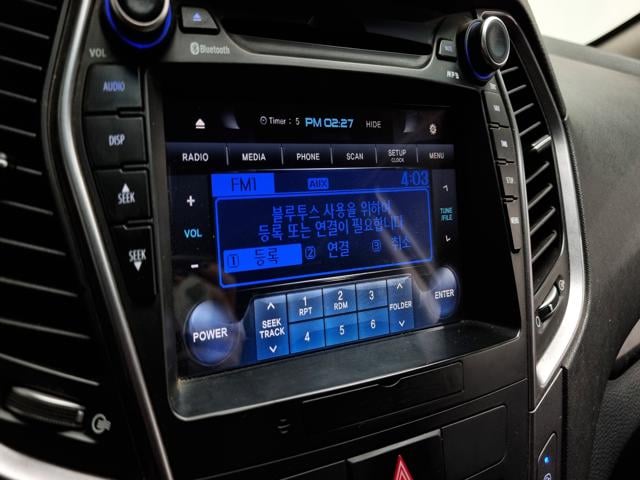 Bluetooth
VOL
AUDIO
DISP
SEEK
SEEK
MP3
Timer : 5 PM 02:27 HIDE
RADIO MEDIA PHONE SCAN SETUP MENU
CLOCK
FM1 AUX 4:03
블루투스 사용을 위하여
등록 또는 연결이 필요합니다
1 등록 2 연결 3 취소
+
VOL
-
TUNE
/FILE
POWER
SEEK
TRACK
1 2 3
RPT RDM
4 5 6
FOLDER
ENTER